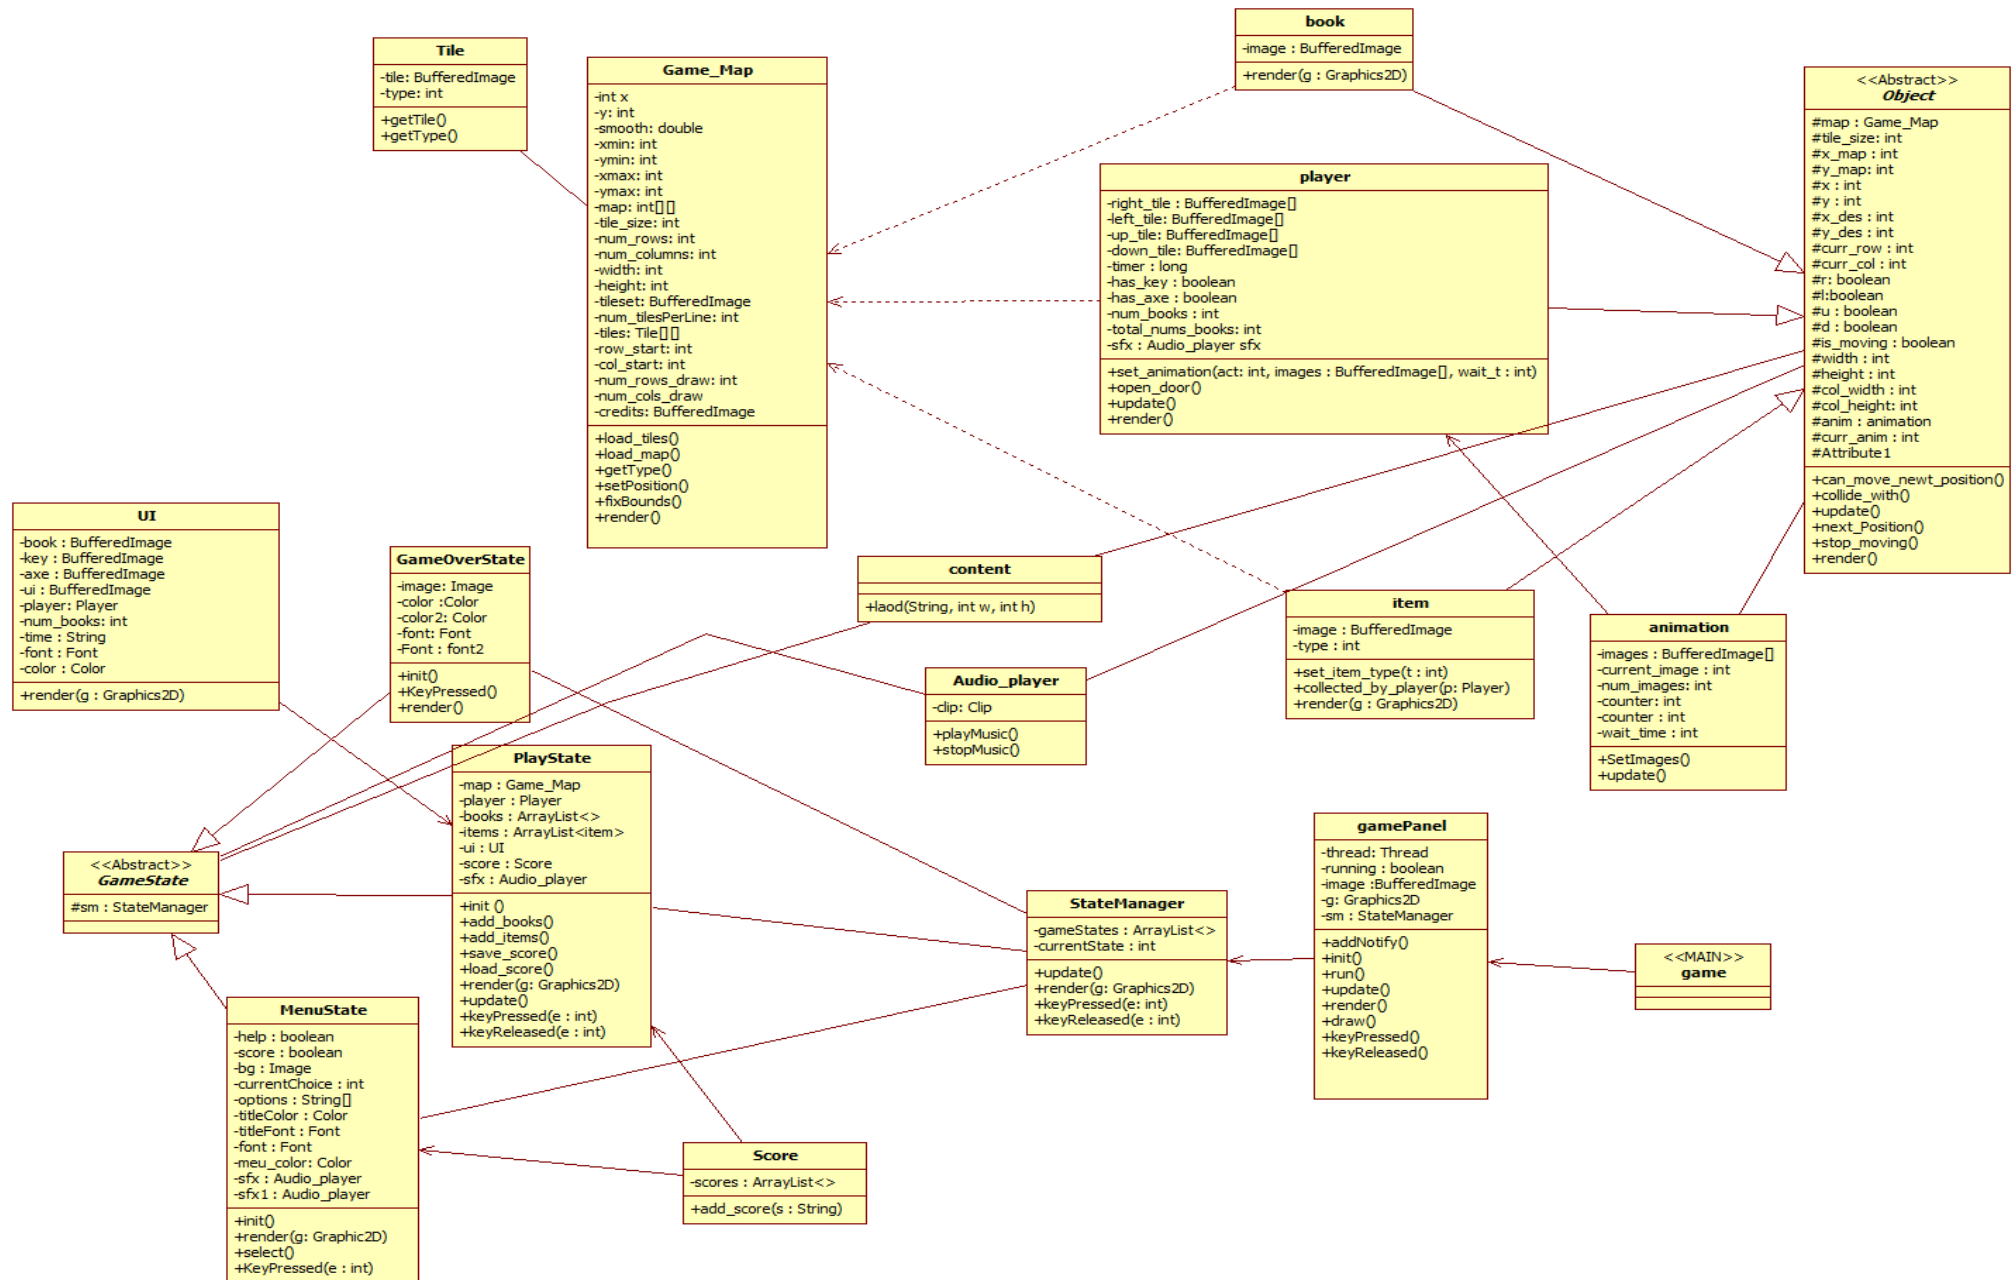 Tile
-tile: BufferedImage
-type: int
+getTile()
+getType()
Game_Map
-int x
-y: int
-smooth: double
-xmin: int
-ymin: int
-xmax: int
-ymax: int
-map: int[][]
-tile_size: int
-num_rows: int
-num_columns: int
-width: int
-height: int
-tileset: BufferedImage
-num_tilesPerLine: int
-tiles: Tile[][]
-row_start: int
-col_start: int
-num_rows_draw: int
-num_cols_draw
-credits: BufferedImage
+load_tiles()
+load_map()
+getType()
+setPosition()
+fixBounds()
+render()
book
-image : BufferedImage
+render(g : Graphics2D)
player
-right_tile : BufferedImage[]
-left_tile: BufferedImage[]
-up_tile: BufferedImage[]
-down_tile: BufferedImage[]
-timer : long
-has_key : boolean
-has_axe : boolean
-num_books : int
-total_nums_books: int
-sfx : Audio_player sfx
+set_animation(act: int, images : BufferedImage[], wait_t : int)
+open_door()
+update()
+render()
<<Abstract>>
Object
#map : Game_Map
#tile_size: int
#x_map : int
#y_map: int
#x : int
#y : int
#x_des : int
#y_des : int
#curr_row : int
#curr_col : int
#r: boolean
#l:boolean
#u : boolean
#d : boolean
#is_moving : boolean
#width : int
#height : int
#col_width : int
#col_height: int
#anim : animation
#curr_anim : int
#Attribute1
+can_move_newt_position()
+collide_with()
+update()
+next_Position()
+stop_moving()
+render()
UI
-book : BufferedImage
-key : BufferedImage
-axe : BufferedImage
-ui : BufferedImage
-player: Player
-num_books: int
-time : String
-font : Font
-color : Color
+render(g : Graphics2D)
GameOverState
-image: Image
-color :Color
-color2: Color
-font: Font
-Font : font2
+init()
+KeyPressed()
+render()
content
+laod(String, int w, int h)
Audio_player
-clip: Clip
+playMusic()
+stopMusic()
item
-image : BufferedImage
-type : int
+set_item_type(t : int)
+collected_by_player(p: Player)
+render(g : Graphics2D)
animation
-images : BufferedImage[]
-current_image : int
-num_images: int
-counter: int
-counter : int
-wait_time : int
+SetImages()
+update()
PlayState
-map : Game_Map
-player : Player
-books : ArrayList<>
-items : ArrayList<item>
-ui : UI
-score : Score
-sfx : Audio_player
+init ()
+add_books()
+add_items()
+save_score()
+load_score()
+render(g: Graphics2D)
+update()
+keyPressed(e : int)
+keyReleased(e : int)
<<Abstract>>
GameState
#sm : StateManager
StateManager
-gameStates : ArrayList<>
-currentState : int
+update()
+render(g: Graphics2D)
+keyPressed(e: int)
+keyReleased(e : int)
gamePanel
-thread: Thread
-running : boolean
-image :BufferedImage
-g: Graphics2D
-sm : StateManager
+addNotify()
+init()
+run()
+update()
+render()
+draw()
+keyPressed()
+keyReleased()
<<MAIN>>
game
MenuState
-help : boolean
-score : boolean
-bg : Image
-currentChoice : int
-options : String[]
-titleColor : Color
-titleFont : Font
-font : Font
-meu_color: Color
-sfx : Audio_player
-sfx1 : Audio_player
+init()
+render(g: Graphic2D)
+select()
+KeyPressed(e : int)
Score
-scores : ArrayList<>
+add_score(s : String)